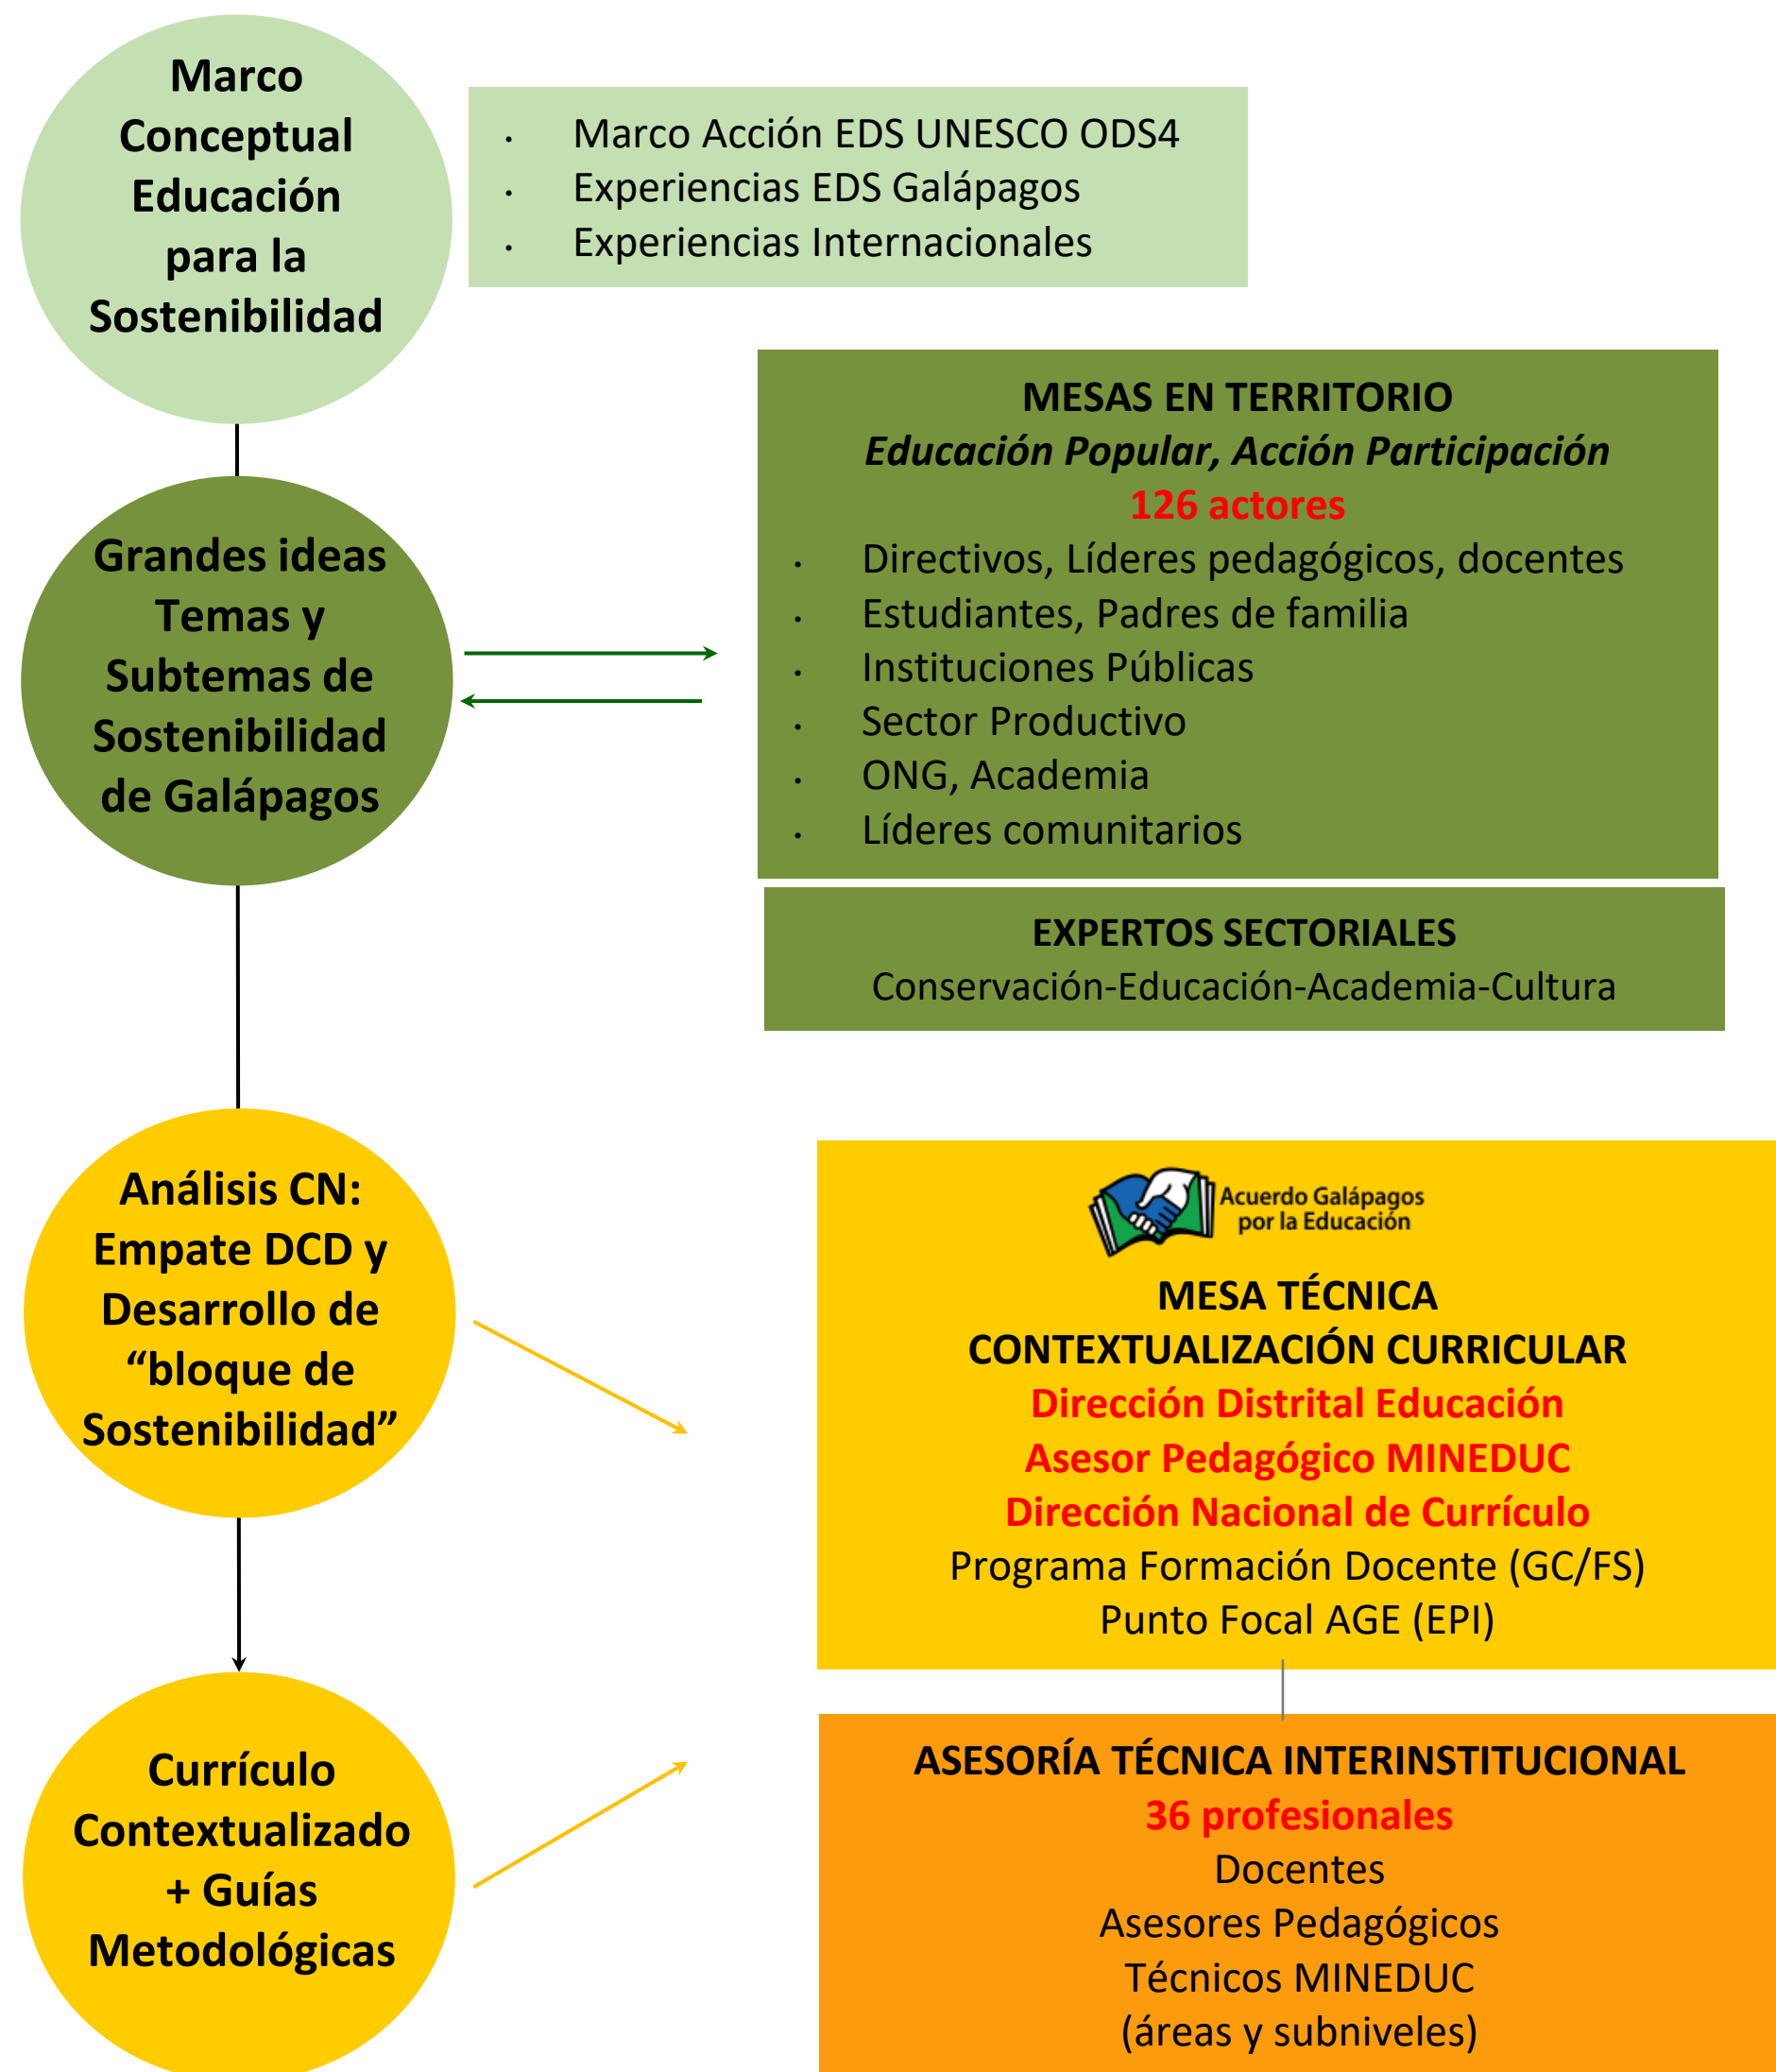 Marco
Conceptual
Educación
para la
Sostenibilidad
· Marco Acción EDS UNESCO ODS4
· Experiencias EDS Galápagos
· Experiencias Internacionales
Grandes ideas
Temas y
Subtemas de
Sostenibilidad
de Galápagos
MESAS EN TERRITORIO
Educación Popular, Acción Participación
126 actores
· Directivos, Líderes pedagógicos, docentes
· Estudiantes, Padres de familia
· Instituciones Públicas
· Sector Productivo
· ONG, Academia
· Líderes comunitarios
EXPERTOS SECTORIALES
Conservación-Educación-Academia-Cultura
Análisis CN:
Empate DCD y
Desarrollo de
“bloque de
Sostenibilidad”
Acuerdo Galápagos
por la Educación
MESA TÉCNICA
CONTEXTUALIZACIÓN CURRICULAR
Dirección Distrital Educación
Asesor Pedagógico MINEDUC
Dirección Nacional de Currículo
Programa Formación Docente (GC/FS)
Punto Focal AGE (EPI)
Currículo
Contextualizado
+ Guías
Metodológicas
ASESORÍA TÉCNICA INTERINSTITUCIONAL
36 profesionales
Docentes
Asesores Pedagógicos
Técnicos MINEDUC
(áreas y subniveles)